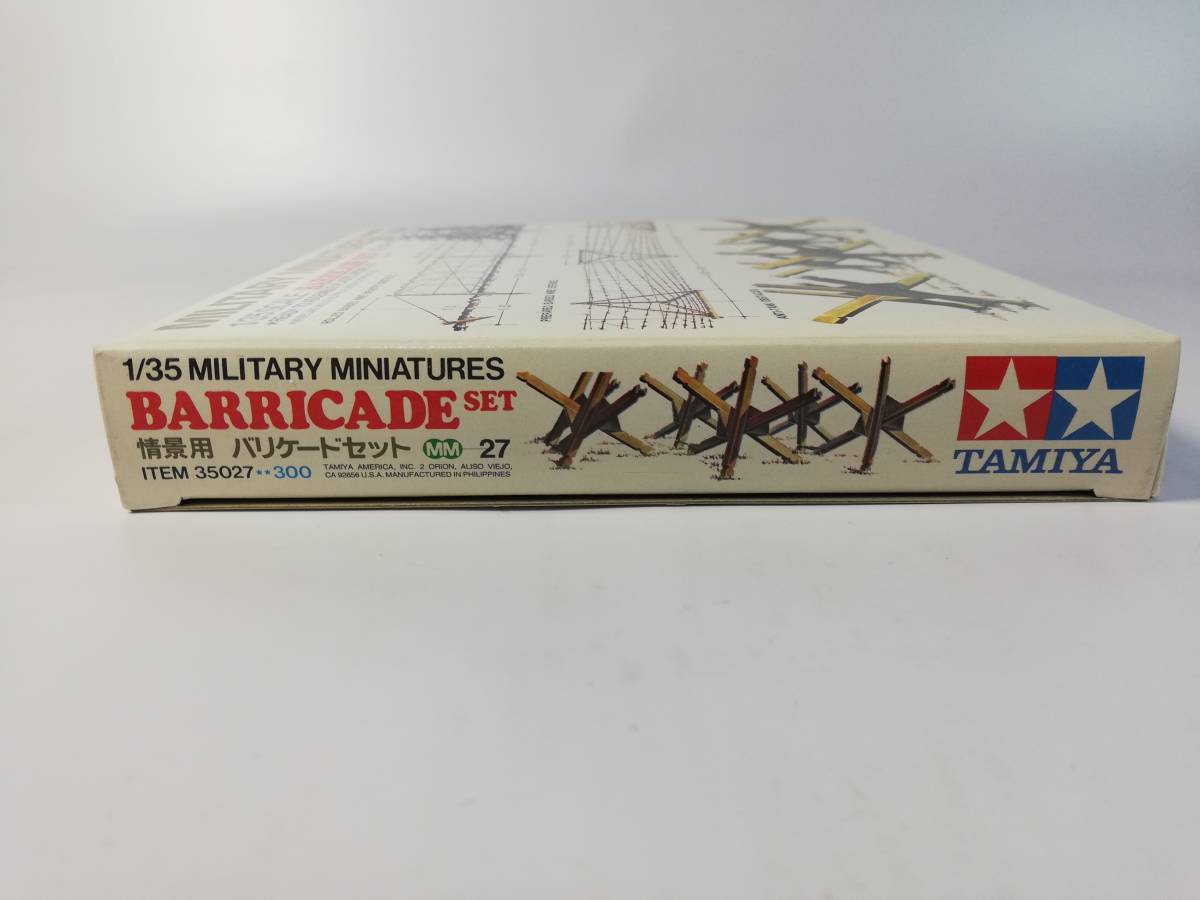 1/35 MILITARY MINIATURES
BARRICADE SET
情景用 バリケードセット MM 27
ITEM 35027★★300
TAMIYA AMERICA, INC. 2 ORION, ALISO VIEJO,
CA 92656 U.S.A. MANUFACTURED IN PHILIPPINES
TAMIYA
MILITARY